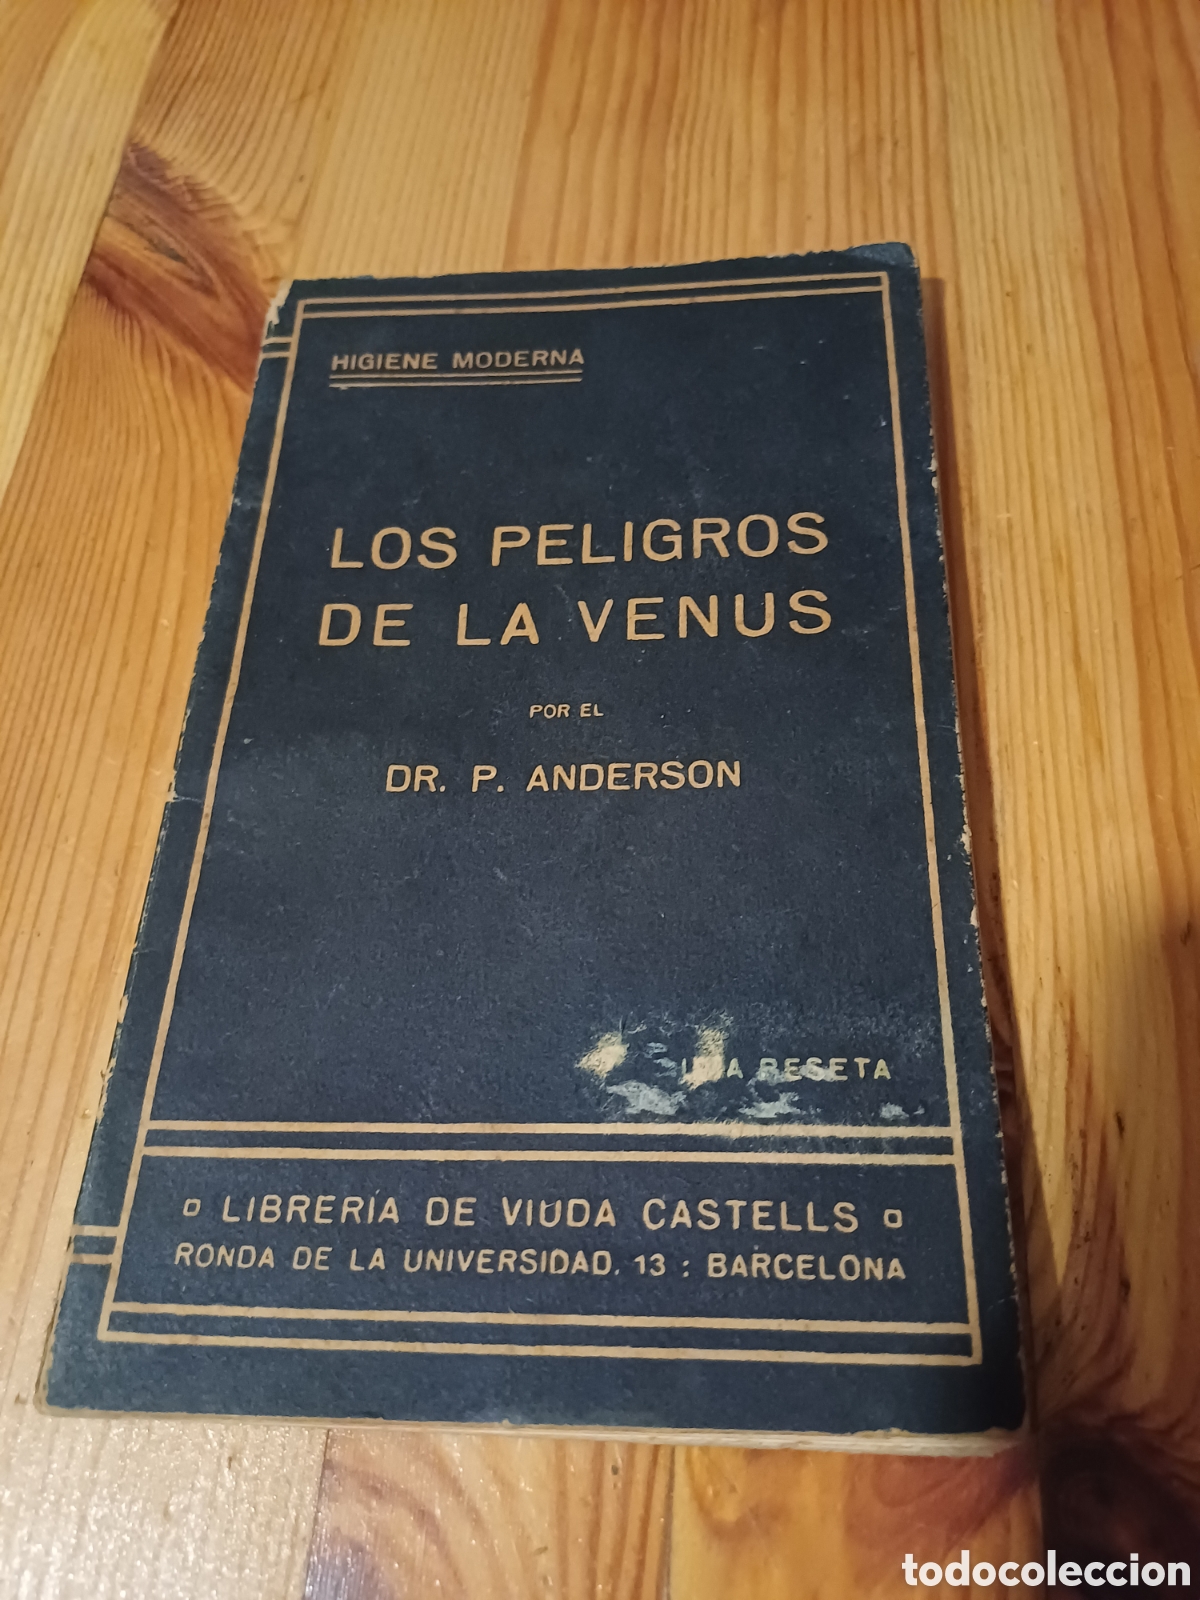 HIGIENE MODERNA
LOS PELIGROS
DE LA VENUS
POR EL
DR. P. ANDERSON
PESETA
LIBRERÍA DE VIUDA CASTELLS
RONDA DE LA UNIVERSIDAD, 13 : BARCELONA
todocoleccion